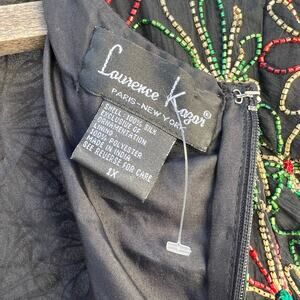 Laurence Kazar
PARIS-NEW YORK
SHELL: 100% SILK
EXCLUSIVE OF
ORNAMENTATION
LINING:
100% POLYESTER
MADE IN INDIA
SEE REVERSE FOR CARE
1X